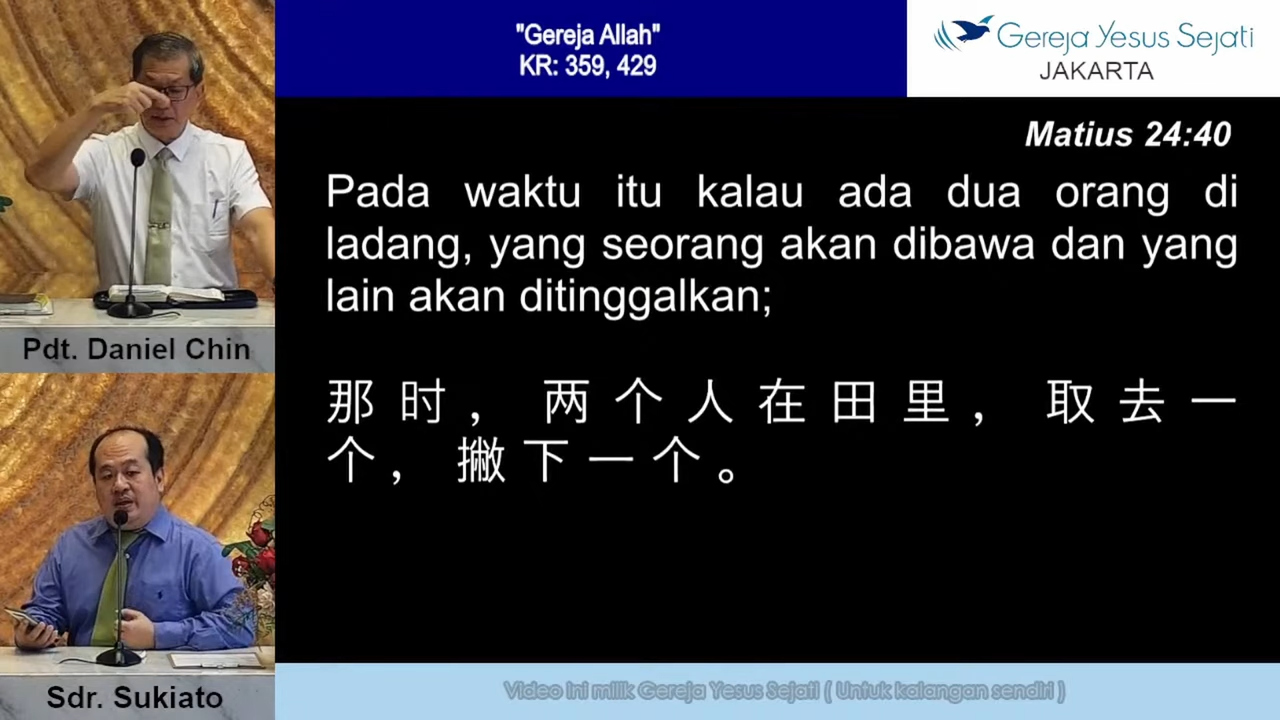 "Gereja Allah"
KR: 359, 429
Gereja Yesus Sejati
JAKARTA
Matius 24:40
Pada waktu itu kalau ada dua orang di
ladang, yang seorang akan dibawa dan yang
lain akan ditinggalkan;
那时，两个人在田里，取去一
个，撇下一个。
Pdt. Daniel Chin
Sdr. Sukiato
Video ini milik Gereja Yesus Sejati ( Untuk kalangan sendiri )